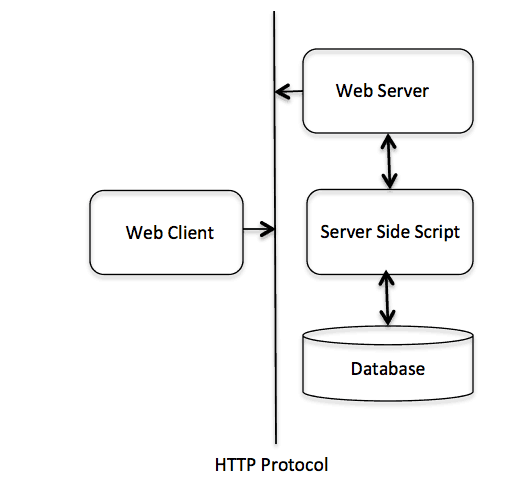 Web Server
Web Client
Server Side Script
Database
HTTP Protocol